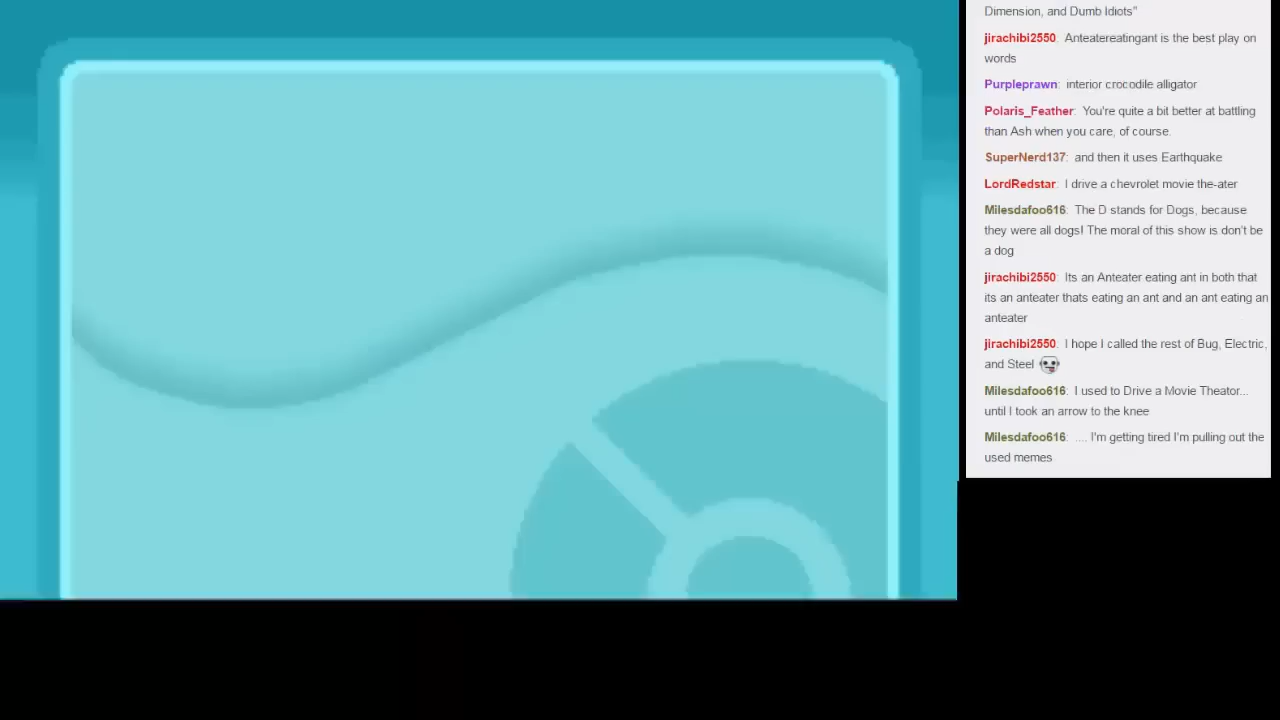 Dimension, and Dumb Idiots"
jirachibi2550: Anteatereatingant is the best play on
words
Purpleprawn: interior crocodile alligator
Polaris_Feather: You're quite a bit better at battling
than Ash when you care, of course.
SuperNerd137: and then it uses Earthquake
LordRedstar: I drive a chevrolet movie the-ater
Milesdafoo616: The D stands for Dogs, because
they were all dogs! The moral of this show is don't be
a dog
jirachibi2550: Its an Anteater eating ant in both that
its an anteater thats eating an ant and an ant eating an
anteater
jirachibi2550: I hope I called the rest of Bug, Electric,
and Steel
Milesdafoo616: I used to Drive a Movie Theator...
until I took an arrow to the knee
Milesdafoo616: .... I'm getting tired I'm pulling out the
used memes